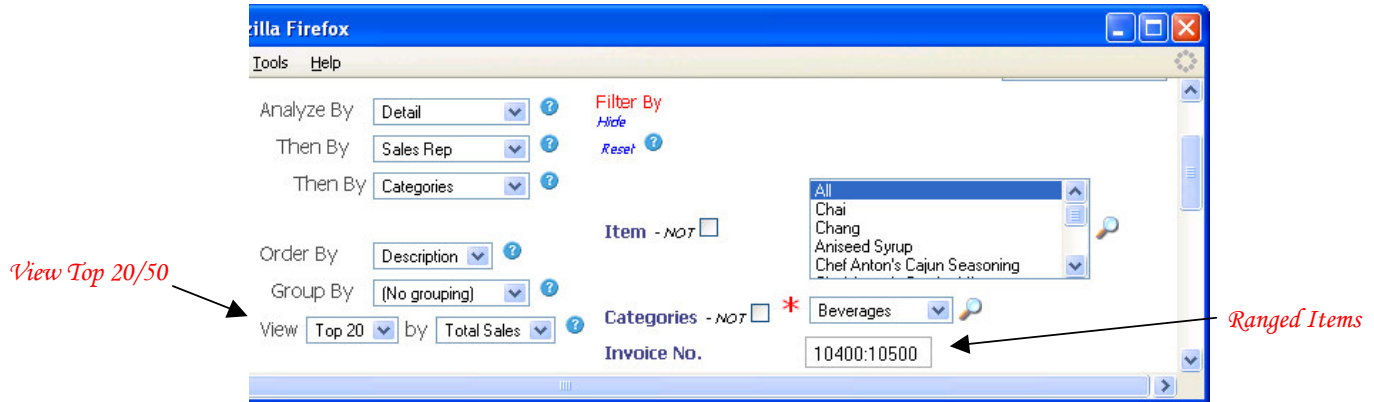 zilla Firefox
Tools Help
Analyze By Detail
Then By Sales Rep
Then By Categories
Order By Description
Group By (No grouping)
View Top 20 by Total Sales
View Top 20/50
Filter By
Hide
Reset
Item - NOT
All
Chai
Chang
Aniseed Syrup
Chef Anton's Cajun Seasoning
Categories - NOT * Beverages
Invoice No. 10400:10500
Ranged Items